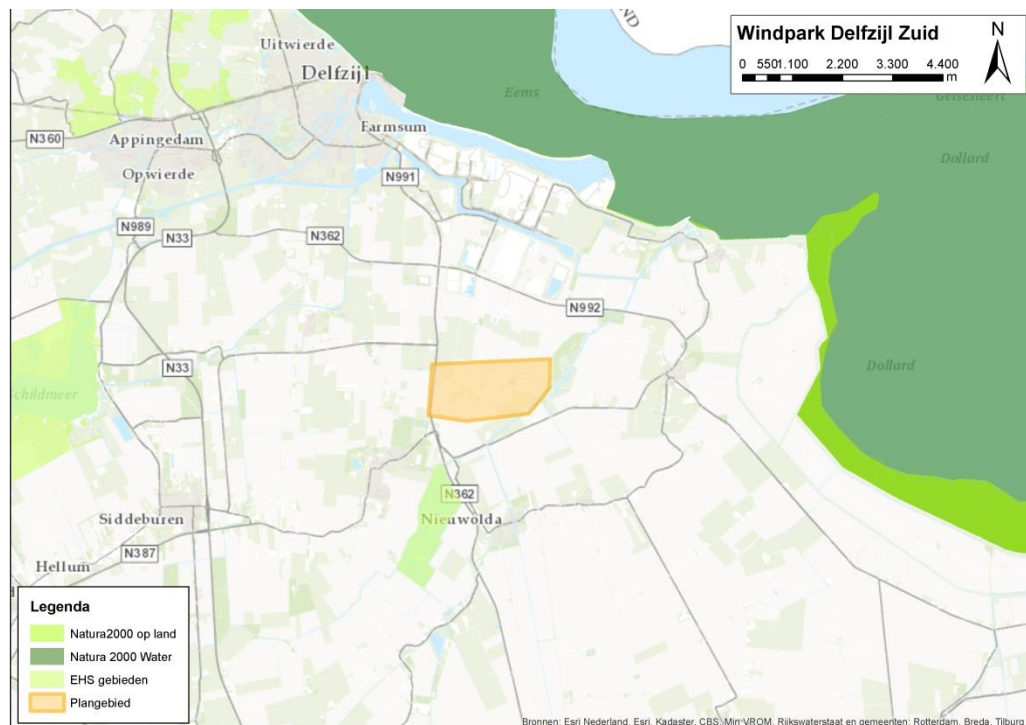 Windpark Delfzijl Zuid
N
0 550 1.100 2.200 3.300 4.400
m
Uitwierde
Delfzijl
Eems
Geisesteert
Farmsum
N360
Appingedam
Dollard
Opwierde
N991
N989
N33
N362
N992
Dollard
N33
Schildmeer
N362
Siddeburen
Nieuwolda
N387
Hellum
Legenda
Natura2000 op land
Natura 2000 Water
EHS gebieden
Plangebied
Bronnen: Esri Nederland, Esri, Kadaster, CBS, Min VROM, Rijkswaterstaat en gemeenten: Rotterdam, Breda, Tilburg